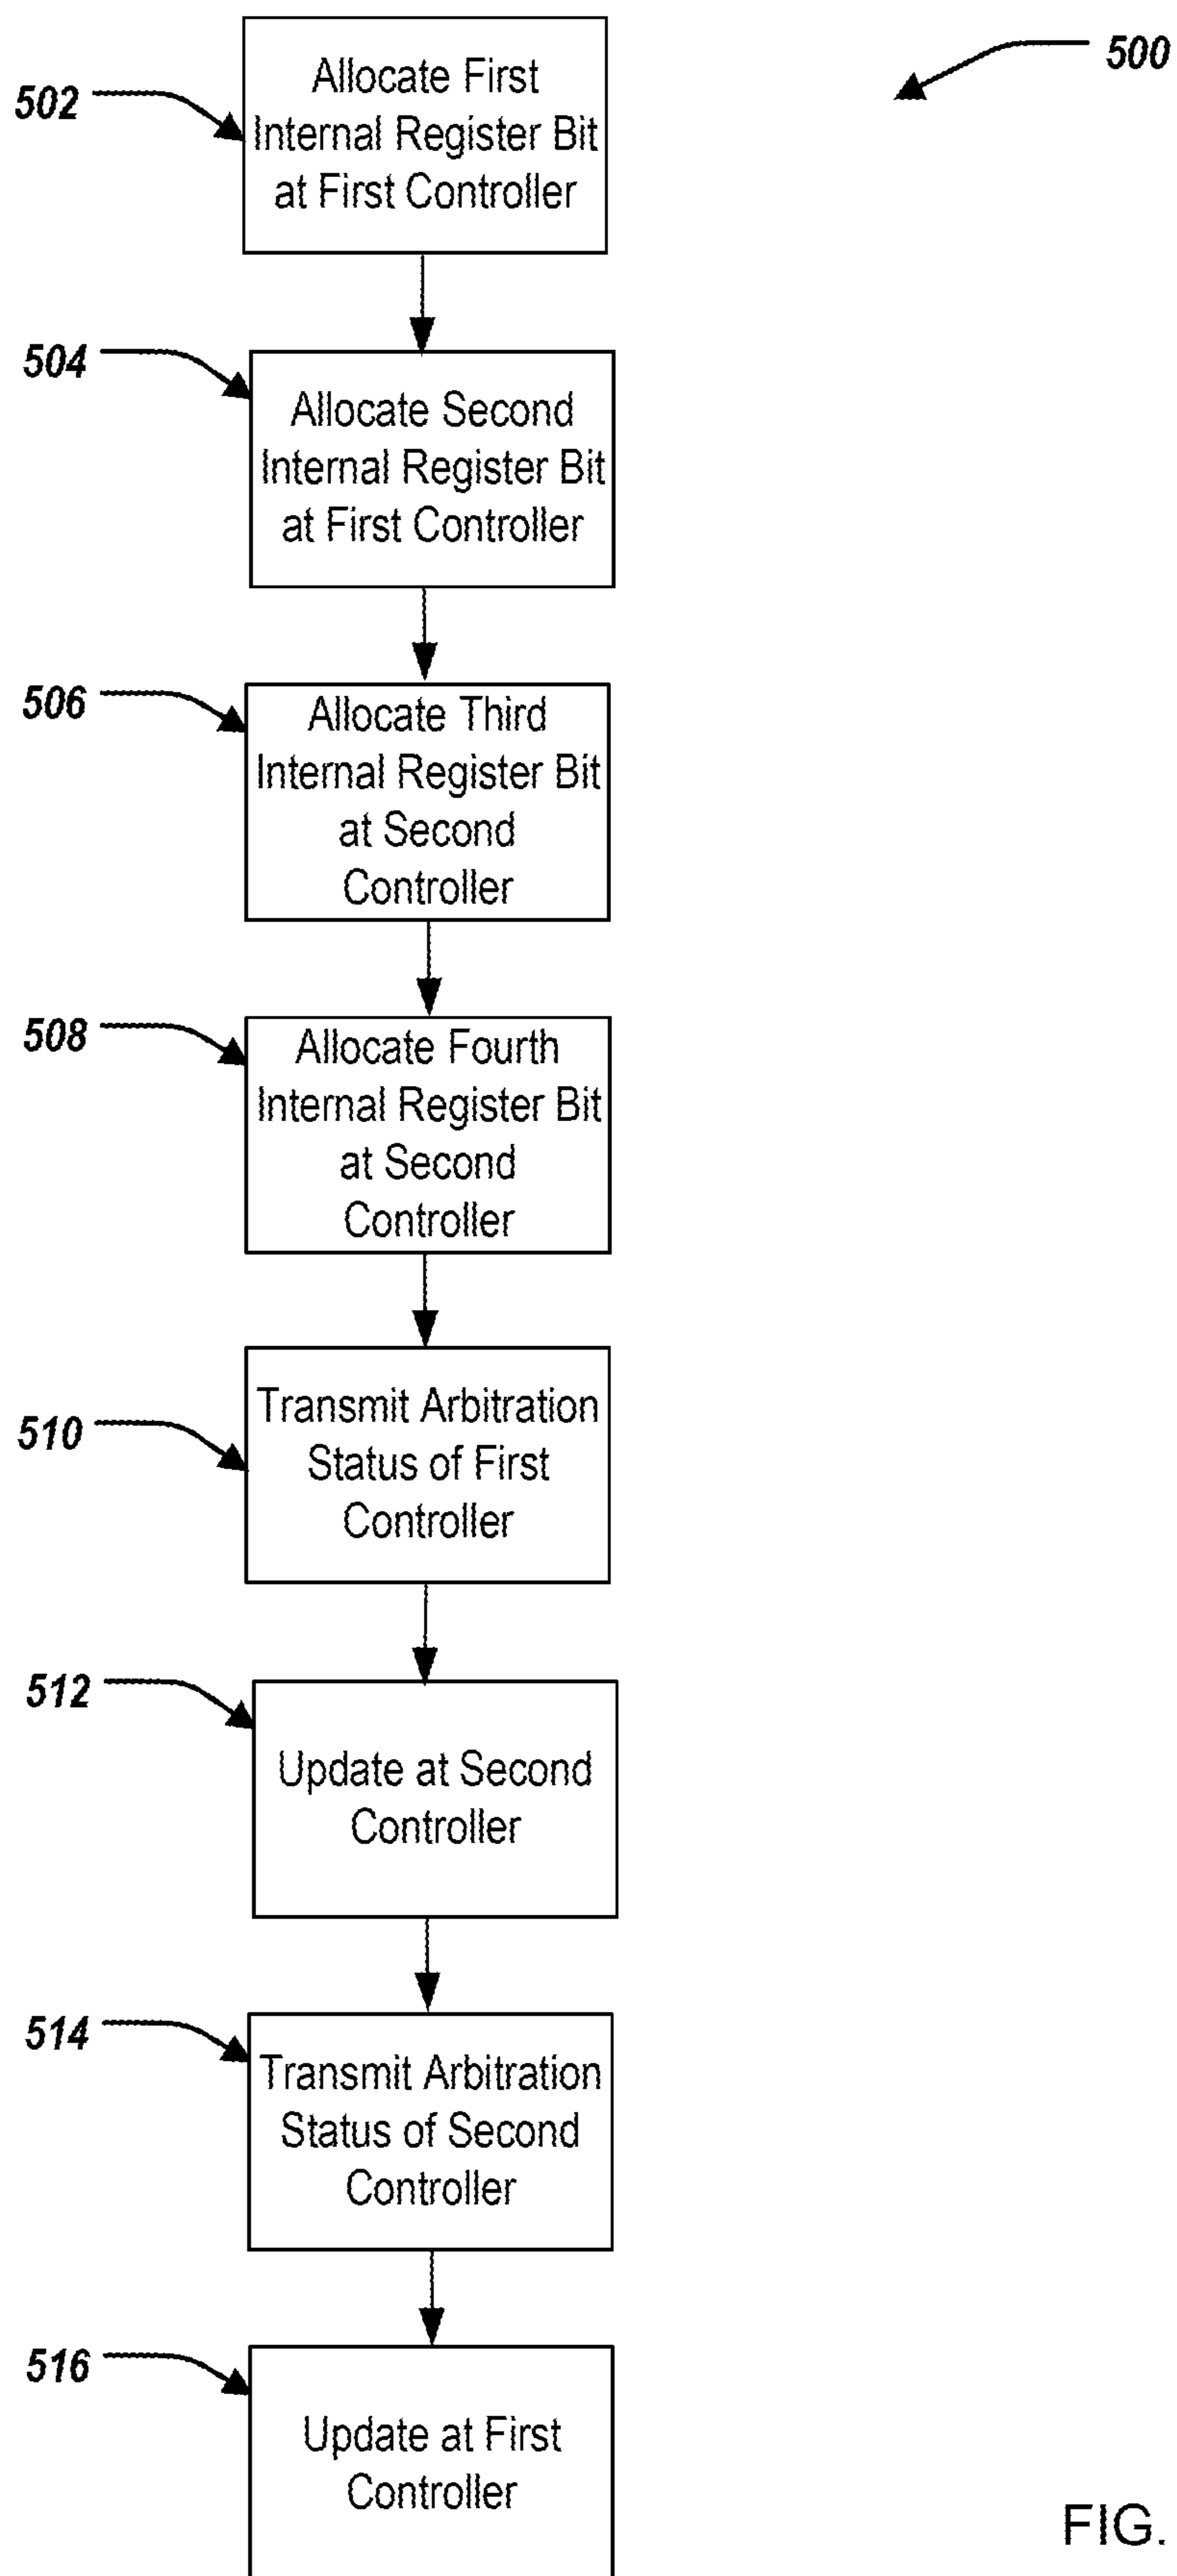 500
502
Allocate First
Internal Register Bit
at First Controller
504
Allocate Second
Internal Register Bit
at First Controller
506
Allocate Third
Internal Register Bit
at Second
Controller
508
Allocate Fourth
Internal Register Bit
at Second
Controller
510
Transmit Arbitration
Status of First
Controller
512
Update at Second
Controller
514
Transmit Arbitration
Status of Second
Controller
516
Update at First
Controller
FIG.